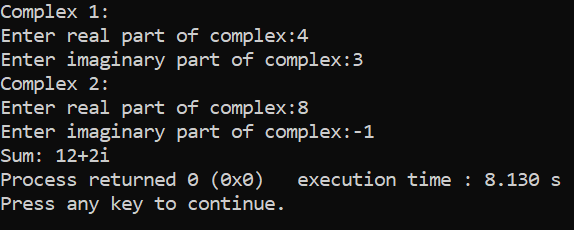 Complex 1:
Enter real part of complex:4
Enter imaginary part of complex:3
Complex 2:
Enter real part of complex:8
Enter imaginary part of complex:-1
Sum: 12+2i
Process returned 0 (0x0)   execution time : 8.130 s
Press any key to continue.